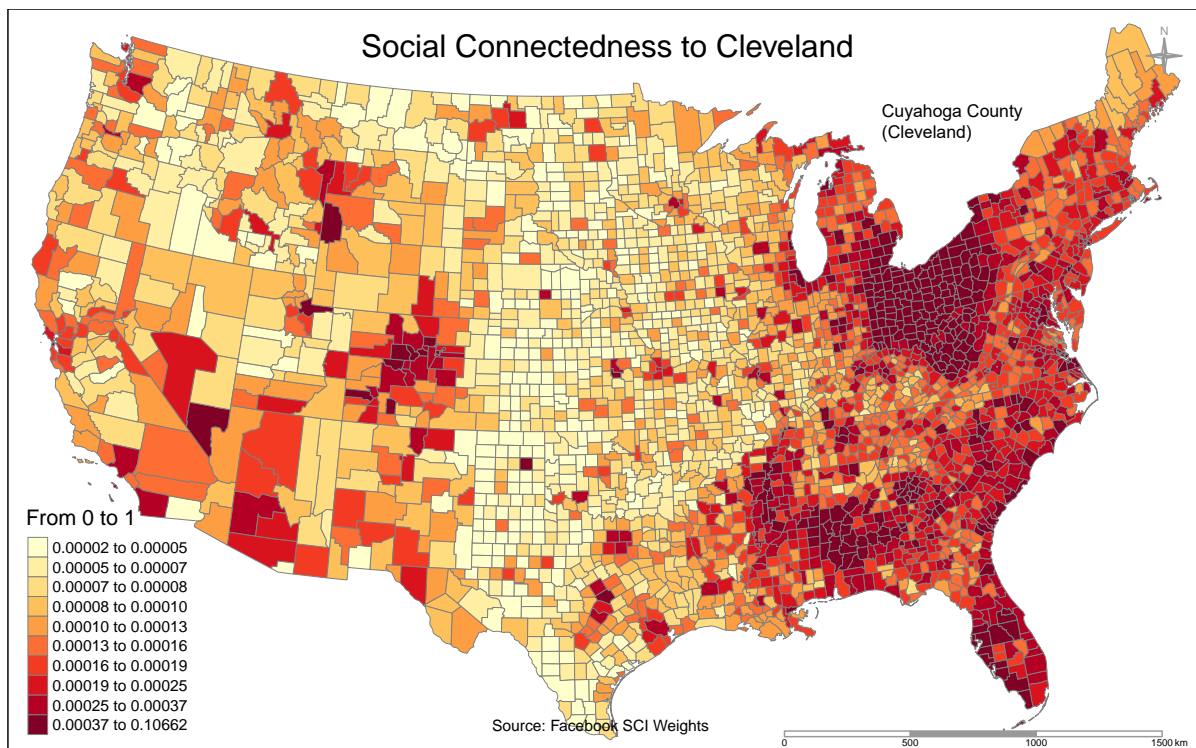 Social Connectedness to Cleveland
N
Cuyahoga County
(Cleveland)
From 0 to 1
0.00002 to 0.00005
0.00005 to 0.00007
0.00007 to 0.00008
0.00008 to 0.00010
0.00010 to 0.00013
0.00013 to 0.00016
0.00016 to 0.00019
0.00019 to 0.00025
0.00025 to 0.00037
0.00037 to 0.10662
Source: Facebook SCI Weights
0 500 1000 1500 km